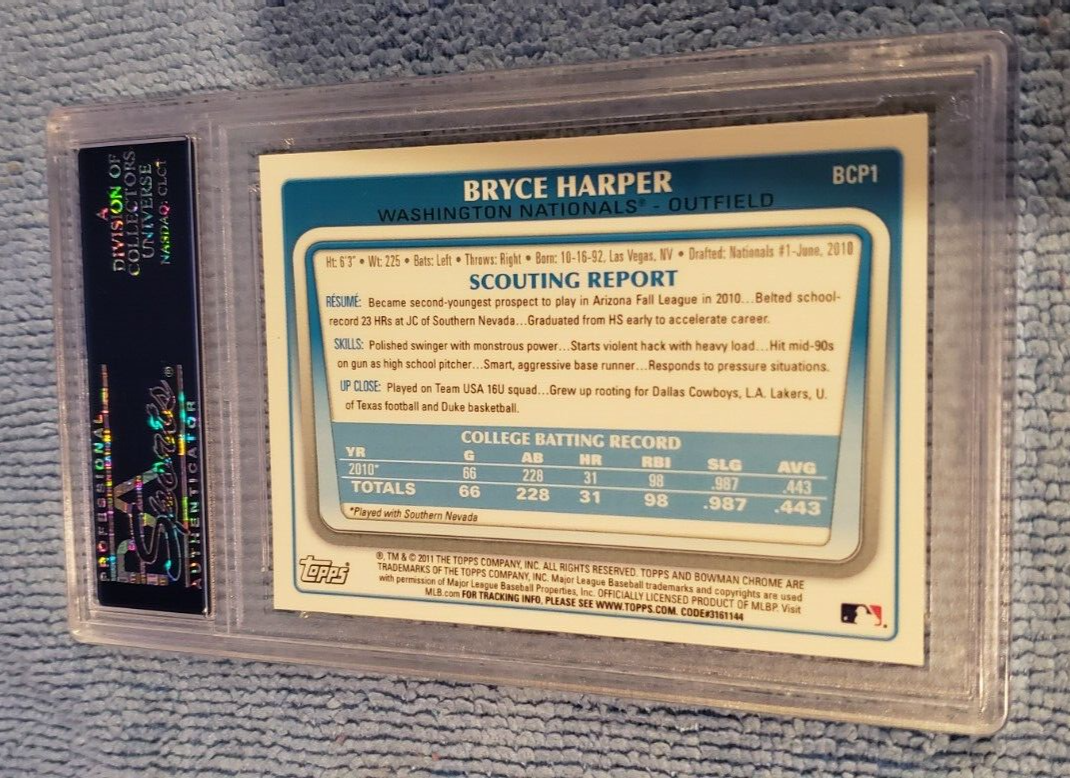 A
DIVISION OF
COLLECTORS
UNIVERSE
NASDAQ: CLCT
PROFESSIONAL
PSA
Sports®
AUTHENTICATOR
BRYCE HARPER
BCP1
WASHINGTON NATIONALS® - OUTFIELD
Ht: 6'3" • Wt: 225 • Bats: Left • Throws: Right • Born: 10-16-92, Las Vegas, NV • Drafted: Nationals #1-June, 2010
SCOUTING REPORT
RÉSUMÉ: Became second-youngest prospect to play in Arizona Fall League in 2010...Belted school-
record 23 HRs at JC of Southern Nevada...Graduated from HS early to accelerate career.
SKILLS: Polished swinger with monstrous power...Starts violent hack with heavy load...Hit mid-90s
on gun as high school pitcher...Smart, aggressive base runner...Responds to pressure situations.
UP CLOSE: Played on Team USA 16U squad...Grew up rooting for Dallas Cowboys, L.A. Lakers, U.
of Texas football and Duke basketball.
COLLEGE BATTING RECORD
YR G AB HR RBI SLG AVG
2010* 66 228 31 98 .987 .443
TOTALS 66 228 31 98 .987 .443
*Played with Southern Nevada
Topps®
®, TM & © 2011 THE TOPPS COMPANY, INC. ALL RIGHTS RESERVED. TOPPS AND BOWMAN CHROME ARE
TRADEMARKS OF THE TOPPS COMPANY, INC. Major League Baseball trademarks and copyrights are used
with permission of Major League Baseball Properties, Inc. OFFICIALLY LICENSED PRODUCT OF MLBP. Visit
MLB.com FOR TRACKING INFO, PLEASE SEE WWW.TOPPS.COM. CODE#3161144